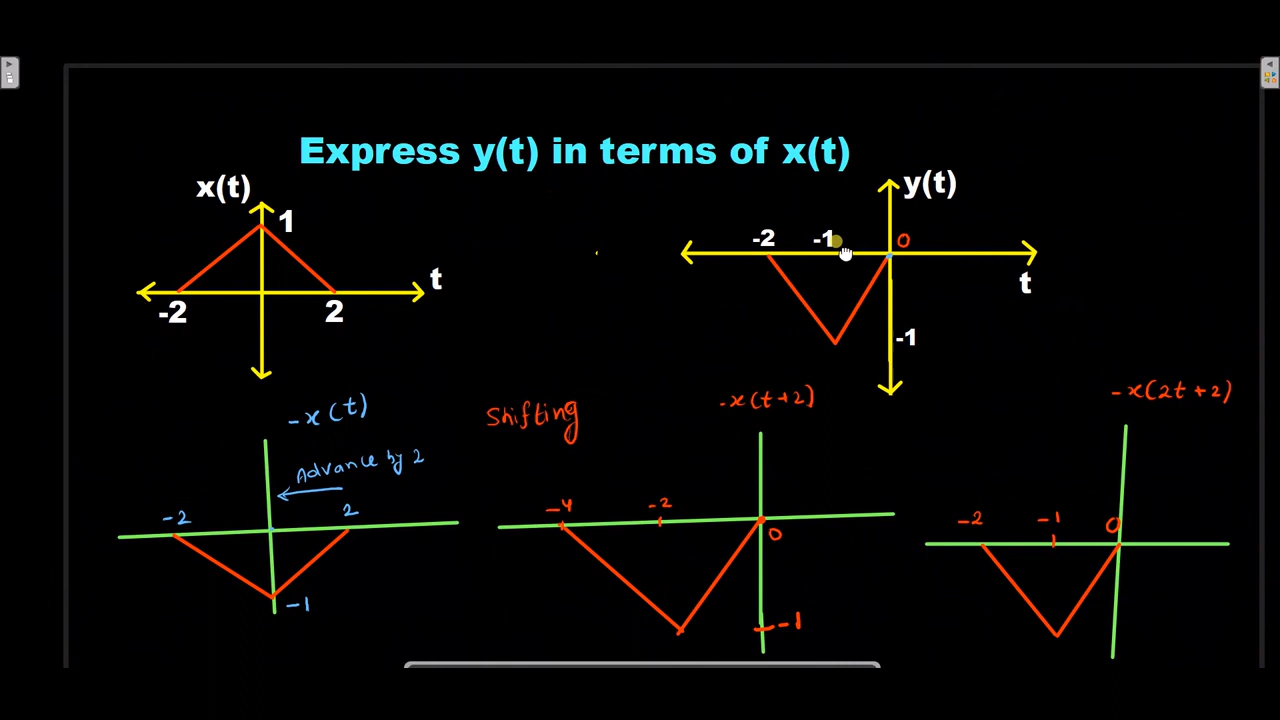 Express y(t) in terms of x(t)
x(t)
1
-2
2
t
y(t)
-2
-1
0
t
-1
-x(t)
Advance by 2
-2
2
-1
Shifting
-x(t+2)
-4
-2
0
-1
-x(2t+2)
-2
-1
0